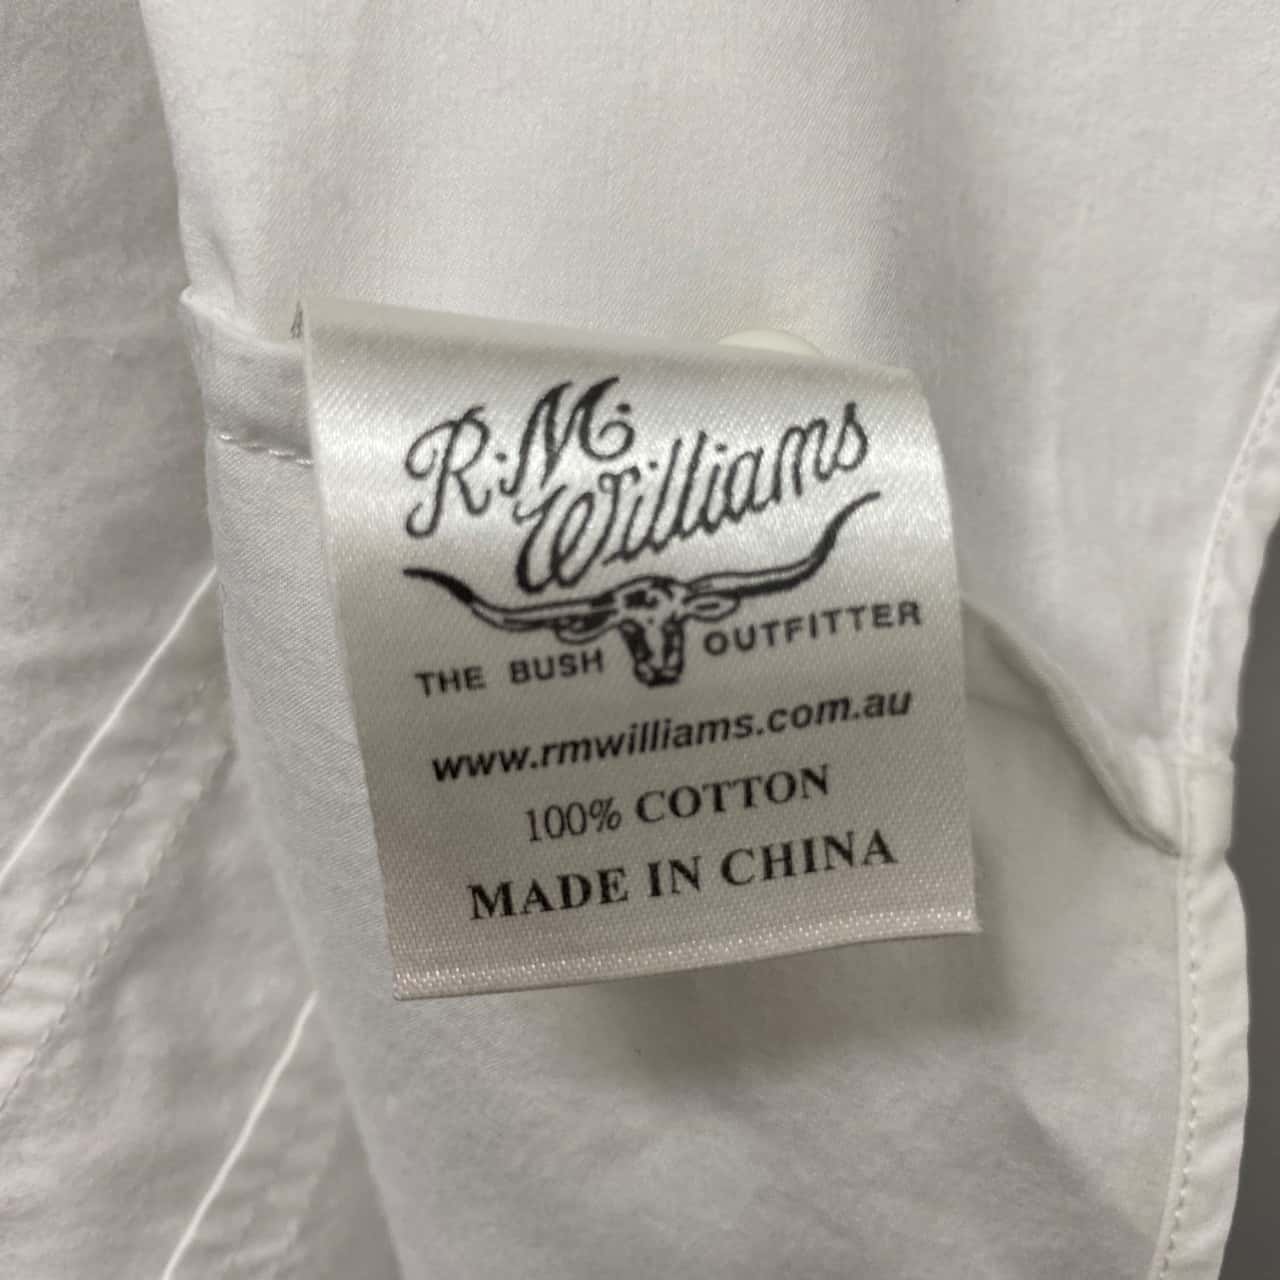 R.M.
Williams
THE BUSH OUTFITTER
www.rmwilliams.com.au
100% COTTON
MADE IN CHINA